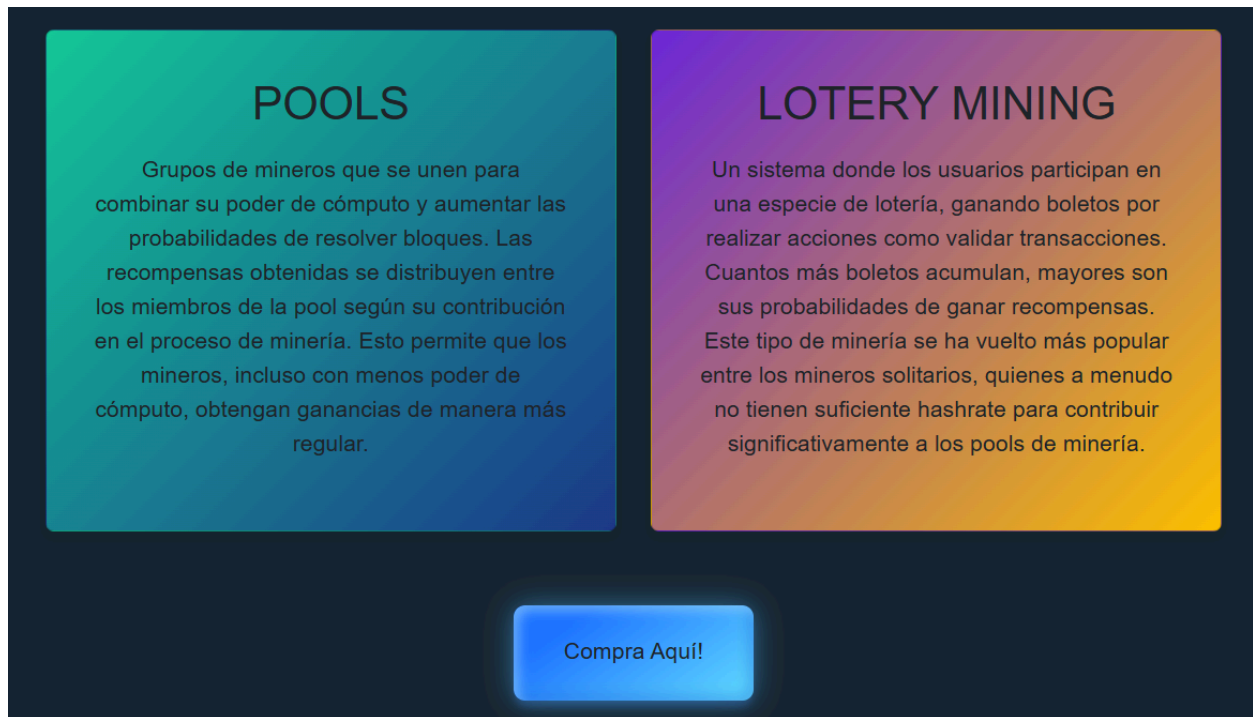 POOLS
Grupos de mineros que se unen para
combinar su poder de cómputo y aumentar las
probabilidades de resolver bloques. Las
recompensas obtenidas se distribuyen entre
los miembros de la pool según su contribución
en el proceso de minería. Esto permite que los
mineros, incluso con menos poder de
cómputo, obtengan ganancias de manera más
regular.
LOTERY MINING
Un sistema donde los usuarios participan en
una especie de lotería, ganando boletos por
realizar acciones como validar transacciones.
Cuantos más boletos acumulan, mayores son
sus probabilidades de ganar recompensas.
Este tipo de minería se ha vuelto más popular
entre los mineros solitarios, quienes a menudo
no tienen suficiente hashrate para contribuir
significativamente a los pools de minería.
Compra Aquí!